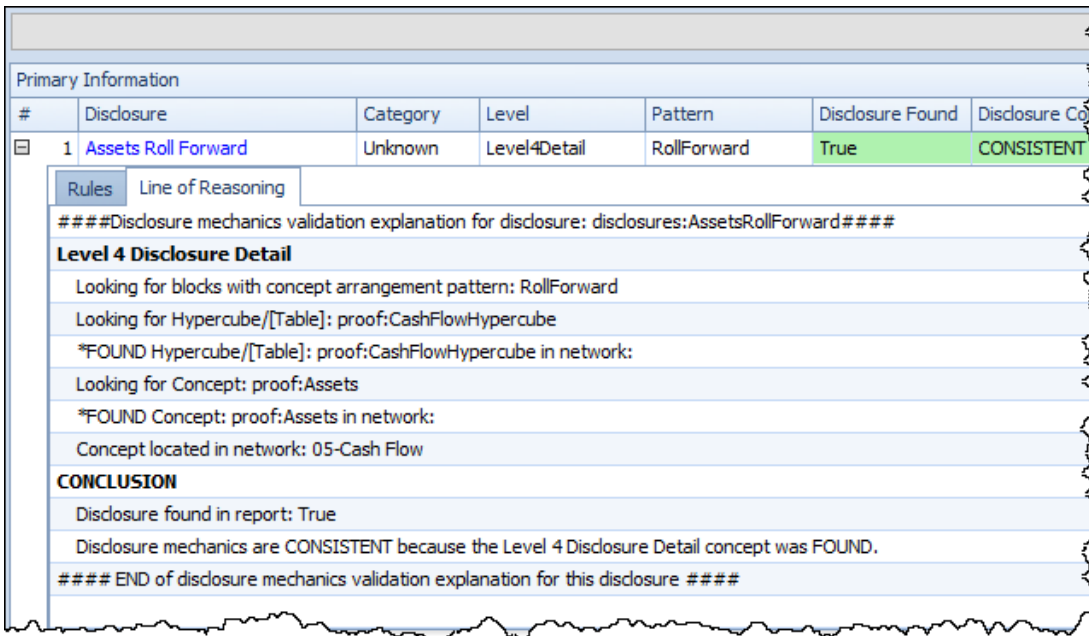 Primary Information
# Disclosure Category Level Pattern Disclosure Found Disclosure Co
1 Assets Roll Forward Unknown Level4Detail RollForward True CONSISTENT
Rules Line of Reasoning
####Disclosure mechanics validation explanation for disclosure: disclosures:AssetsRollForward####
Level 4 Disclosure Detail
Looking for blocks with concept arrangement pattern: RollForward
Looking for Hypercube/[Table]: proof:CashFlowHypercube
*FOUND Hypercube/[Table]: proof:CashFlowHypercube in network:
Looking for Concept: proof:Assets
*FOUND Concept: proof:Assets in network:
Concept located in network: 05-Cash Flow
CONCLUSION
Disclosure found in report: True
Disclosure mechanics are CONSISTENT because the Level 4 Disclosure Detail concept was FOUND.
#### END of disclosure mechanics validation explanation for this disclosure ####